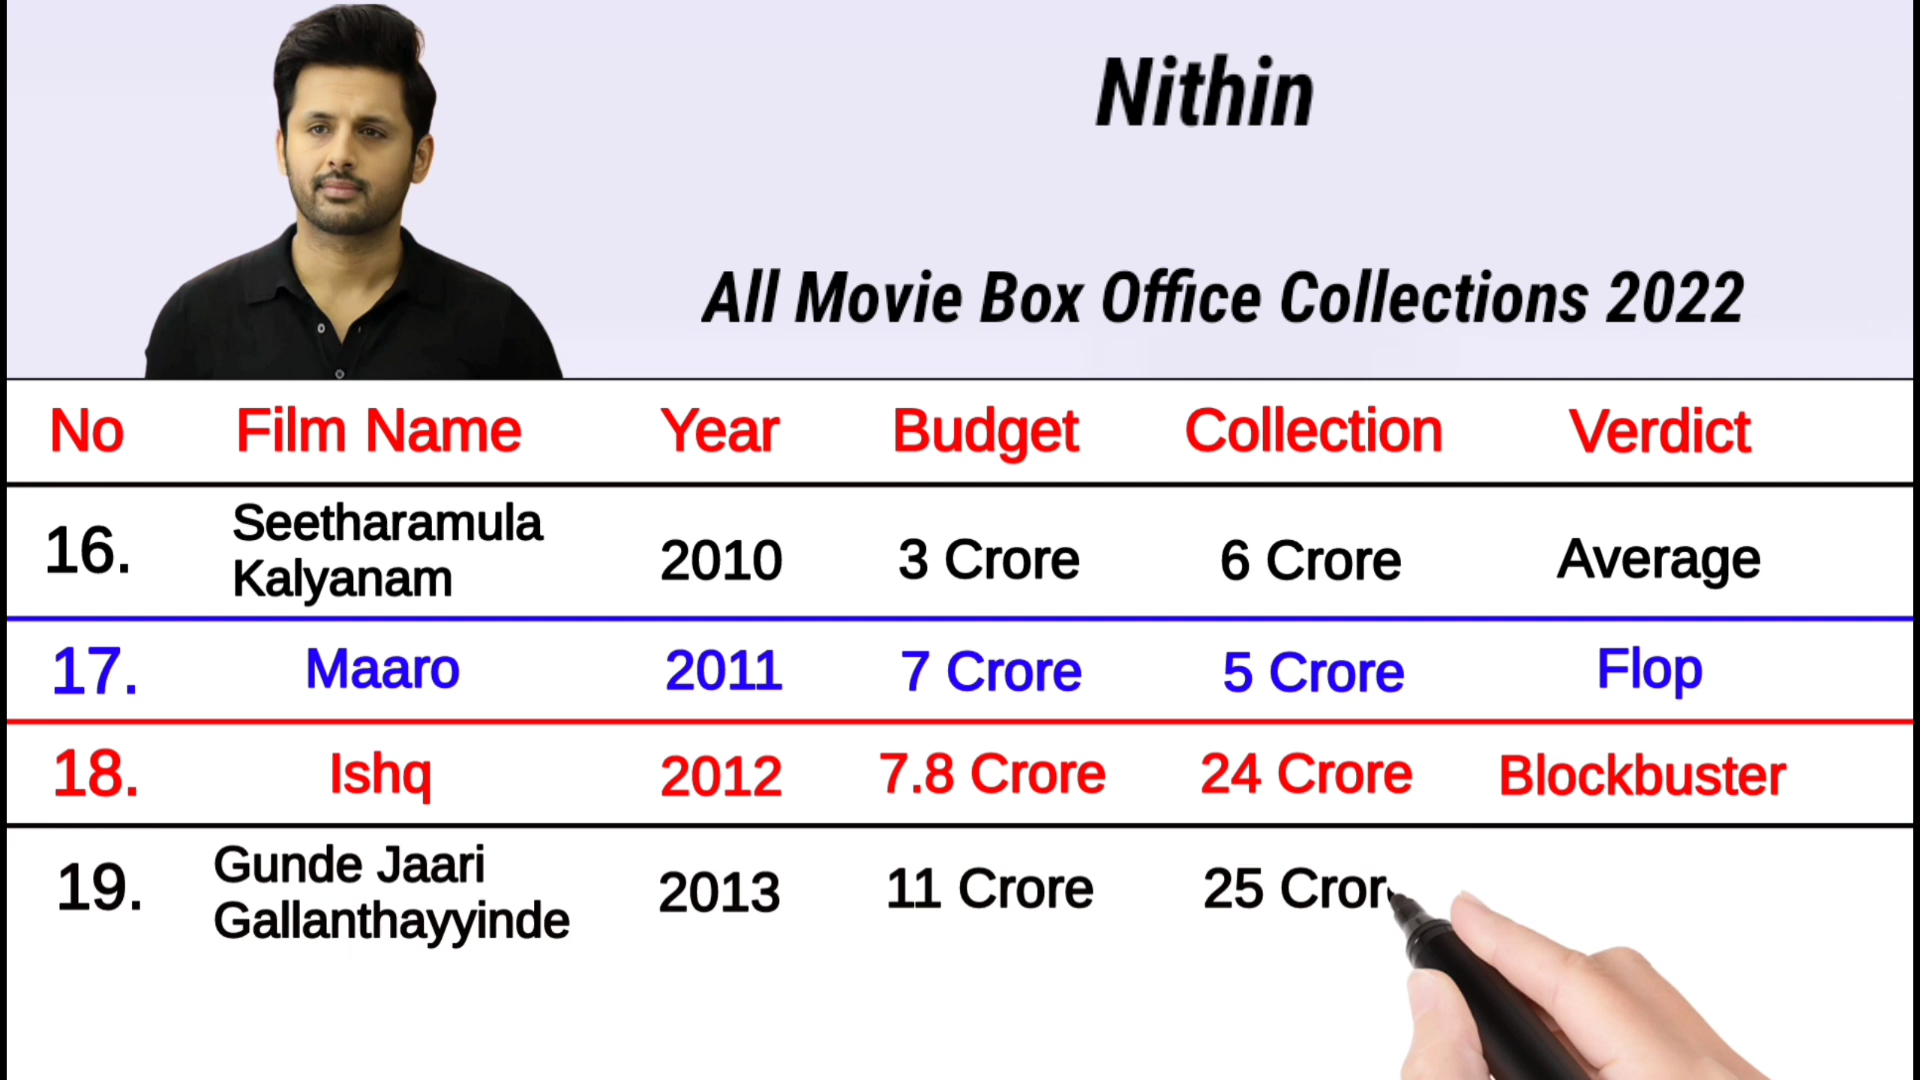 Nithin
All Movie Box Office Collections 2022
No Film Name Year Budget Collection Verdict
16. Seetharamula Kalyanam 2010 3 Crore 6 Crore Average
17. Maaro 2011 7 Crore 5 Crore Flop
18. Ishq 2012 7.8 Crore 24 Crore Blockbuster
19. Gunde Jaari Gallanthayyinde 2013 11 Crore 25 Cror